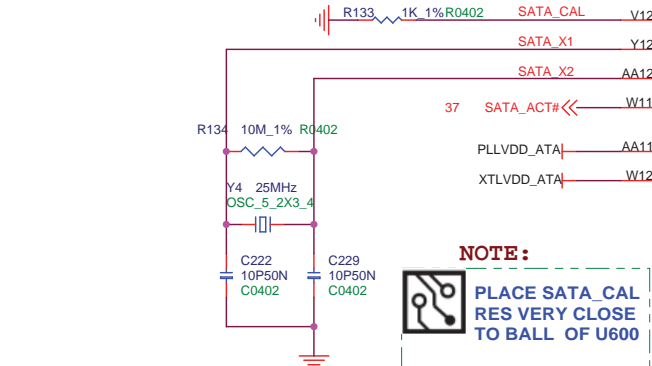 R133 1K_1% R0402 SATA_CAL V12
SATA_X1 Y12
SATA_X2 AA12
37 SATA_ACT# W11
R134 10M_1% R0402
PLLVDD_ATA AA11
XTLVDD_ATA W12
Y4 25MHz
OSC_5_2X3_4
C222
10P50N
C0402
C229
10P50N
C0402
NOTE:
PLACE SATA_CAL
RES VERY CLOSE
TO BALL OF U600